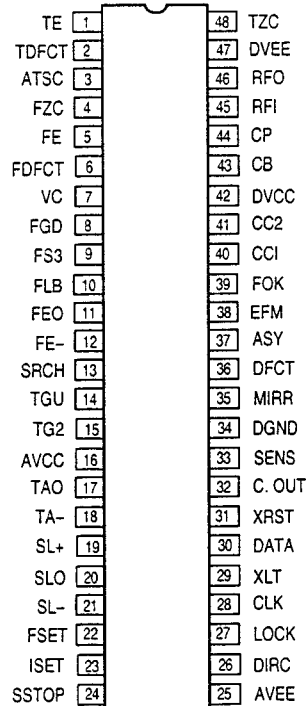 TE 1 48 TZC
TDFCT 2 47 DVEE
ATSC 3 46 RFO
FZC 4 45 RFI
FE 5 44 CP
FDFCT 6 43 CB
VC 7 42 DVCC
FGD 8 41 CC2
FS3 9 40 CCI
FLB 10 39 FOK
FEO 11 38 EFM
FE- 12 37 ASY
SRCH 13 36 DFCT
TGU 14 35 MIRR
TG2 15 34 DGND
AVCC 16 33 SENS
TAO 17 32 C. OUT
TA- 18 31 XRST
SL+ 19 30 DATA
SLO 20 29 XLT
SL- 21 28 CLK
FSET 22 27 LOCK
ISET 23 26 DIRC
SSTOP 24 25 AVEE